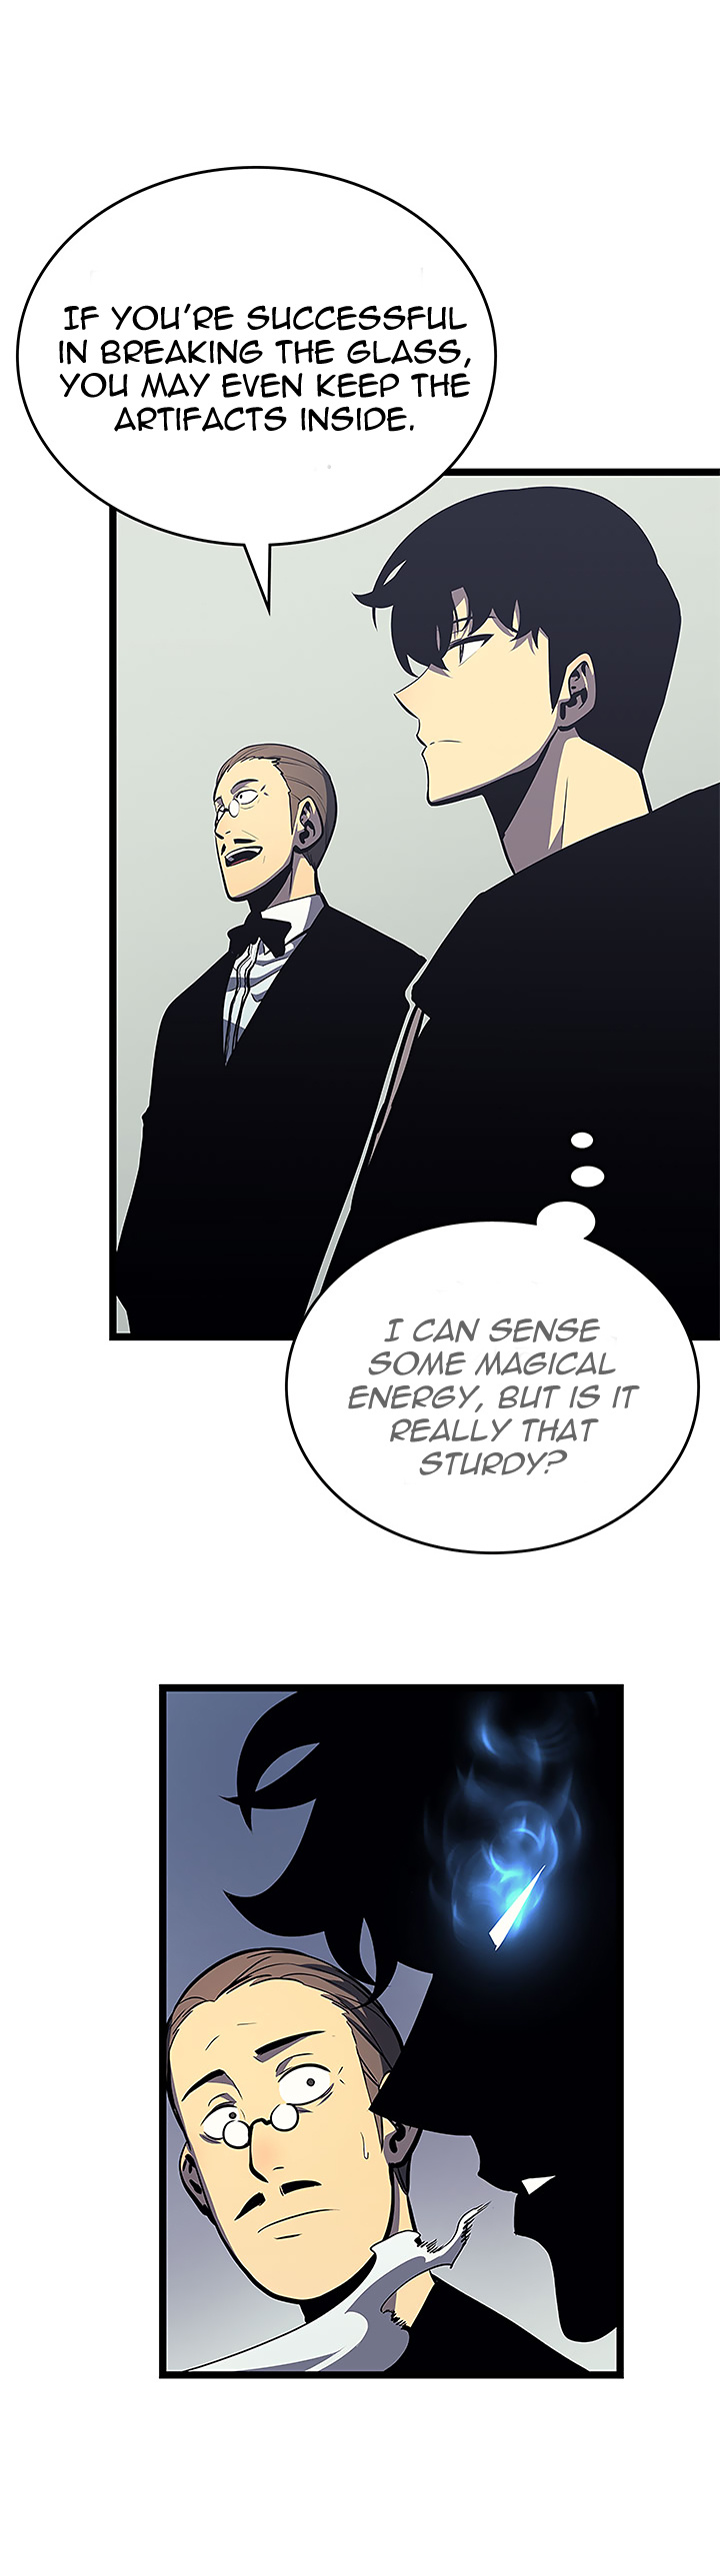 IF YOU'RE SUCCESSFUL
IN BREAKING THE GLASS,
YOU MAY EVEN KEEP THE
ARTIFACTS INSIDE.
I CAN SENSE
SOME MAGICAL
ENERGY, BUT IS IT
REALLY THAT
STURDY?